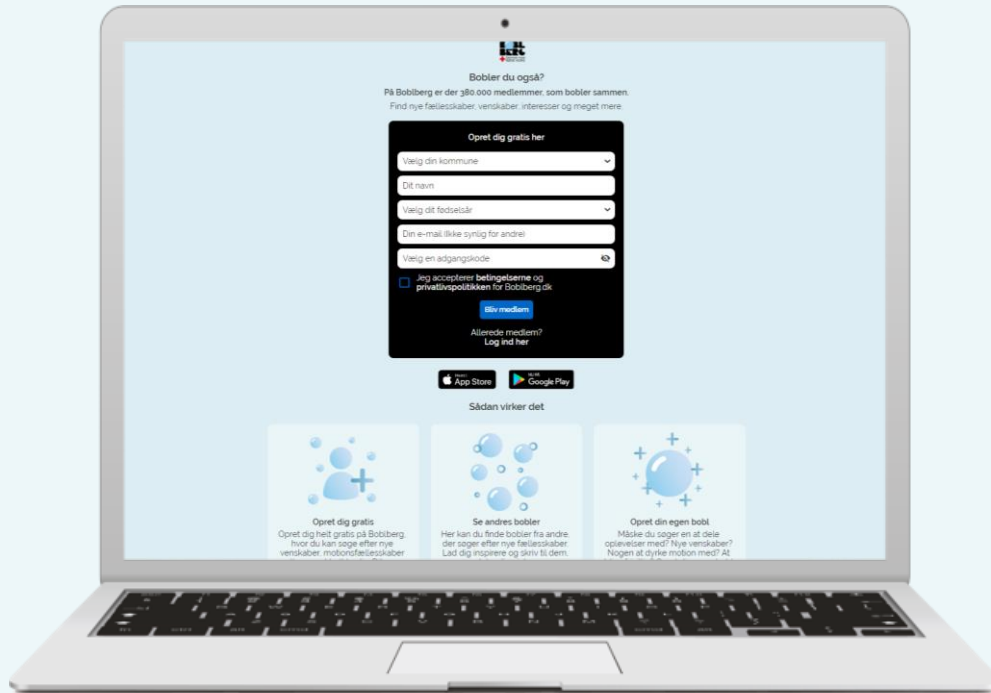 BOBL
BERG
Bobler du også?
På Boblberg er der 380.000 medlemmer, som bobler sammen.
Find nye fællesskaber, venskaber, interesser og meget mere
Opret dig gratis her
Vælg din kommune
Dit navn
Vælg dit fødselsår
Din e-mail (Ikke synlig for andre)
Vælg en adgangskode
Jeg accepterer betingelserne og
privatlivspolitikken for Boblberg.dk
Bliv medlem
Allerede medlem?
Log ind her
App Store
Google Play
Sådan virker det
Opret dig gratis
Opret dig helt gratis på Boblberg,
hvor du kan søge efter nye
venskaber, motionsfællesskaber
Se andres bobler
Her kan du finde bobler fra andre,
der søger efter nye fællesskaber.
Lad dig inspirere og skriv til dem,
Opret din egen bobl
Måske du søger en at dele
oplevelser med? Nye venskaber?
Nogen at dyrke motion med? At